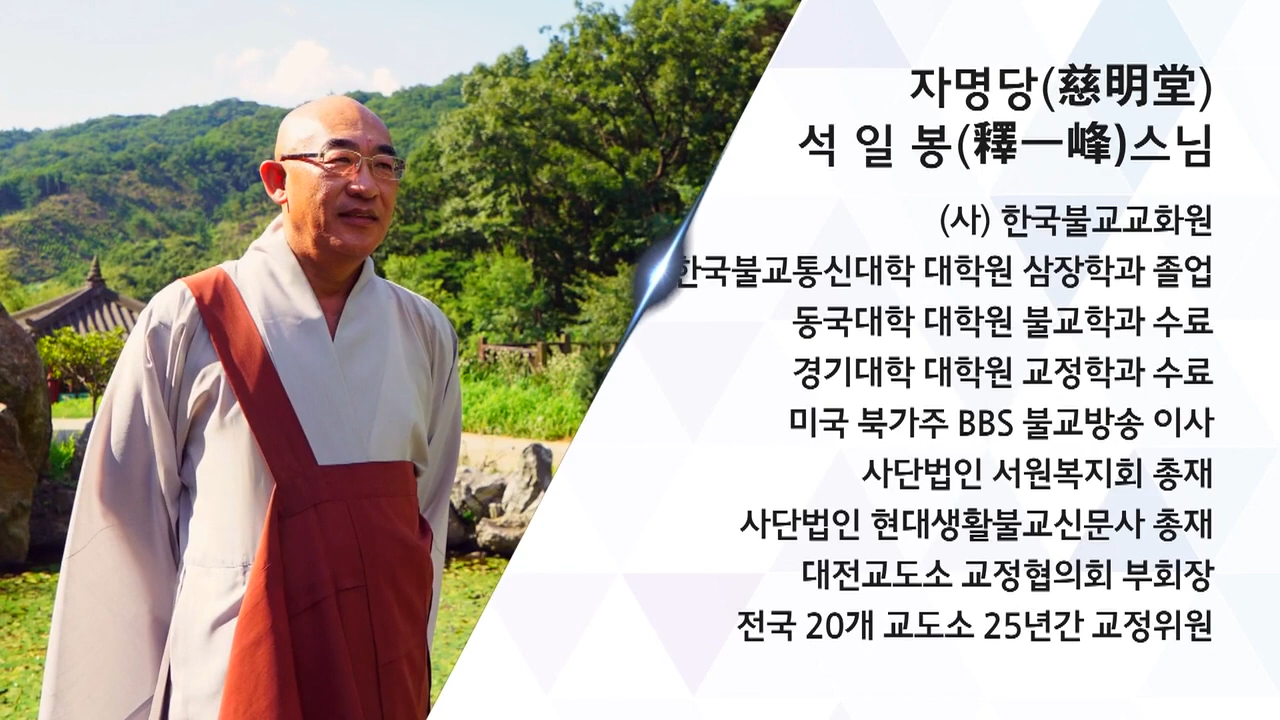 자명당(慈明堂)
석 일 봉(釋一峰)스님
(사) 한국불교교화원
한국불교통신대학 대학원 삼장학과 졸업
동국대학 대학원 불교학과 수료
경기대학 대학원 교정학과 수료
미국 북가주 BBS 불교방송 이사
사단법인 서원복지회 총재
사단법인 현대생활불교신문사 총재
대전교도소 교정협의회 부회장
전국 20개 교도소 25년간 교정위원